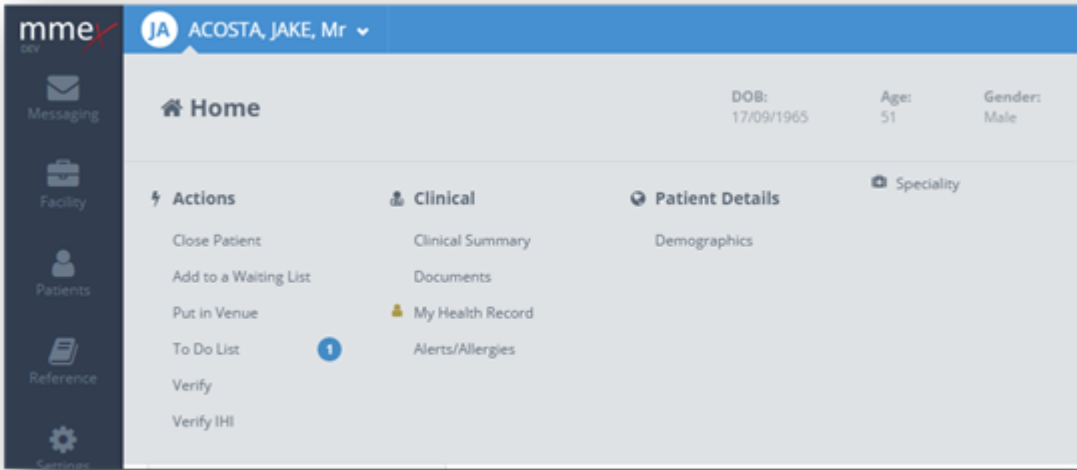 mmex
DEV
JA ACOSTA, JAKE, Mr
Messaging
Facility
Patients
Reference
Settings
Home
DOB:
17/09/1965
Age:
51
Gender:
Male
Actions
Close Patient
Add to a Waiting List
Put in Venue
To Do List 1
Verify
Verify IHI
Clinical
Clinical Summary
Documents
My Health Record
Alerts/Allergies
Patient Details
Demographics
Speciality